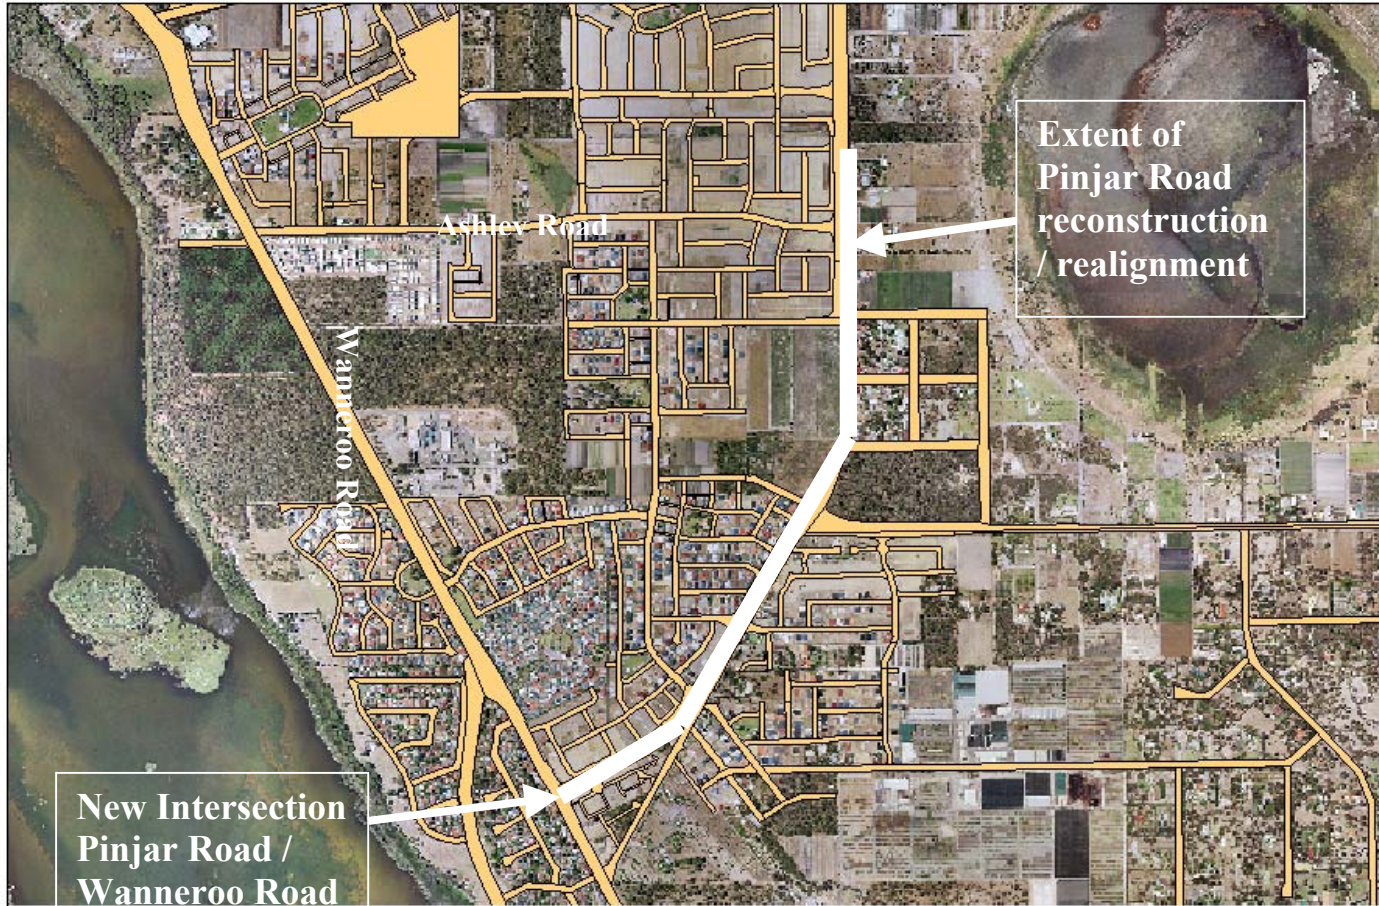 Extent of
Pinjar Road
reconstruction
/ realignment
Ashley Road
Wanneroo Road
New Intersection
Pinjar Road /
Wanneroo Road